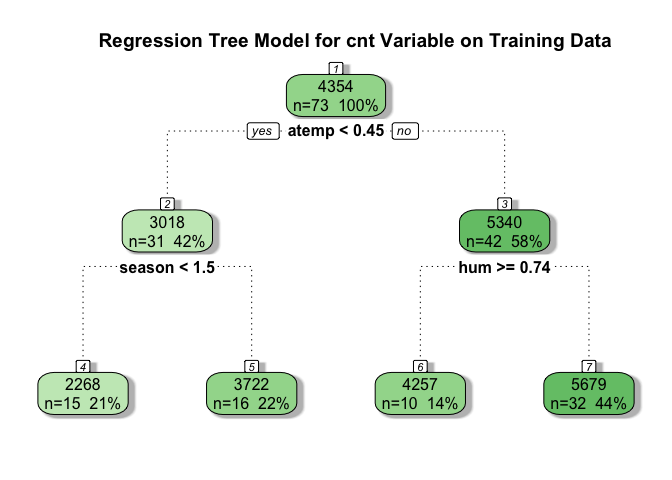 Regression Tree Model for cnt Variable on Training Data
1
4354
n=73 100%
yes atemp < 0.45 no
2
3018
n=31 42%
3
5340
n=42 58%
season < 1.5
hum >= 0.74
4
2268
n=15 21%
5
3722
n=16 22%
6
4257
n=10 14%
7
5679
n=32 44%